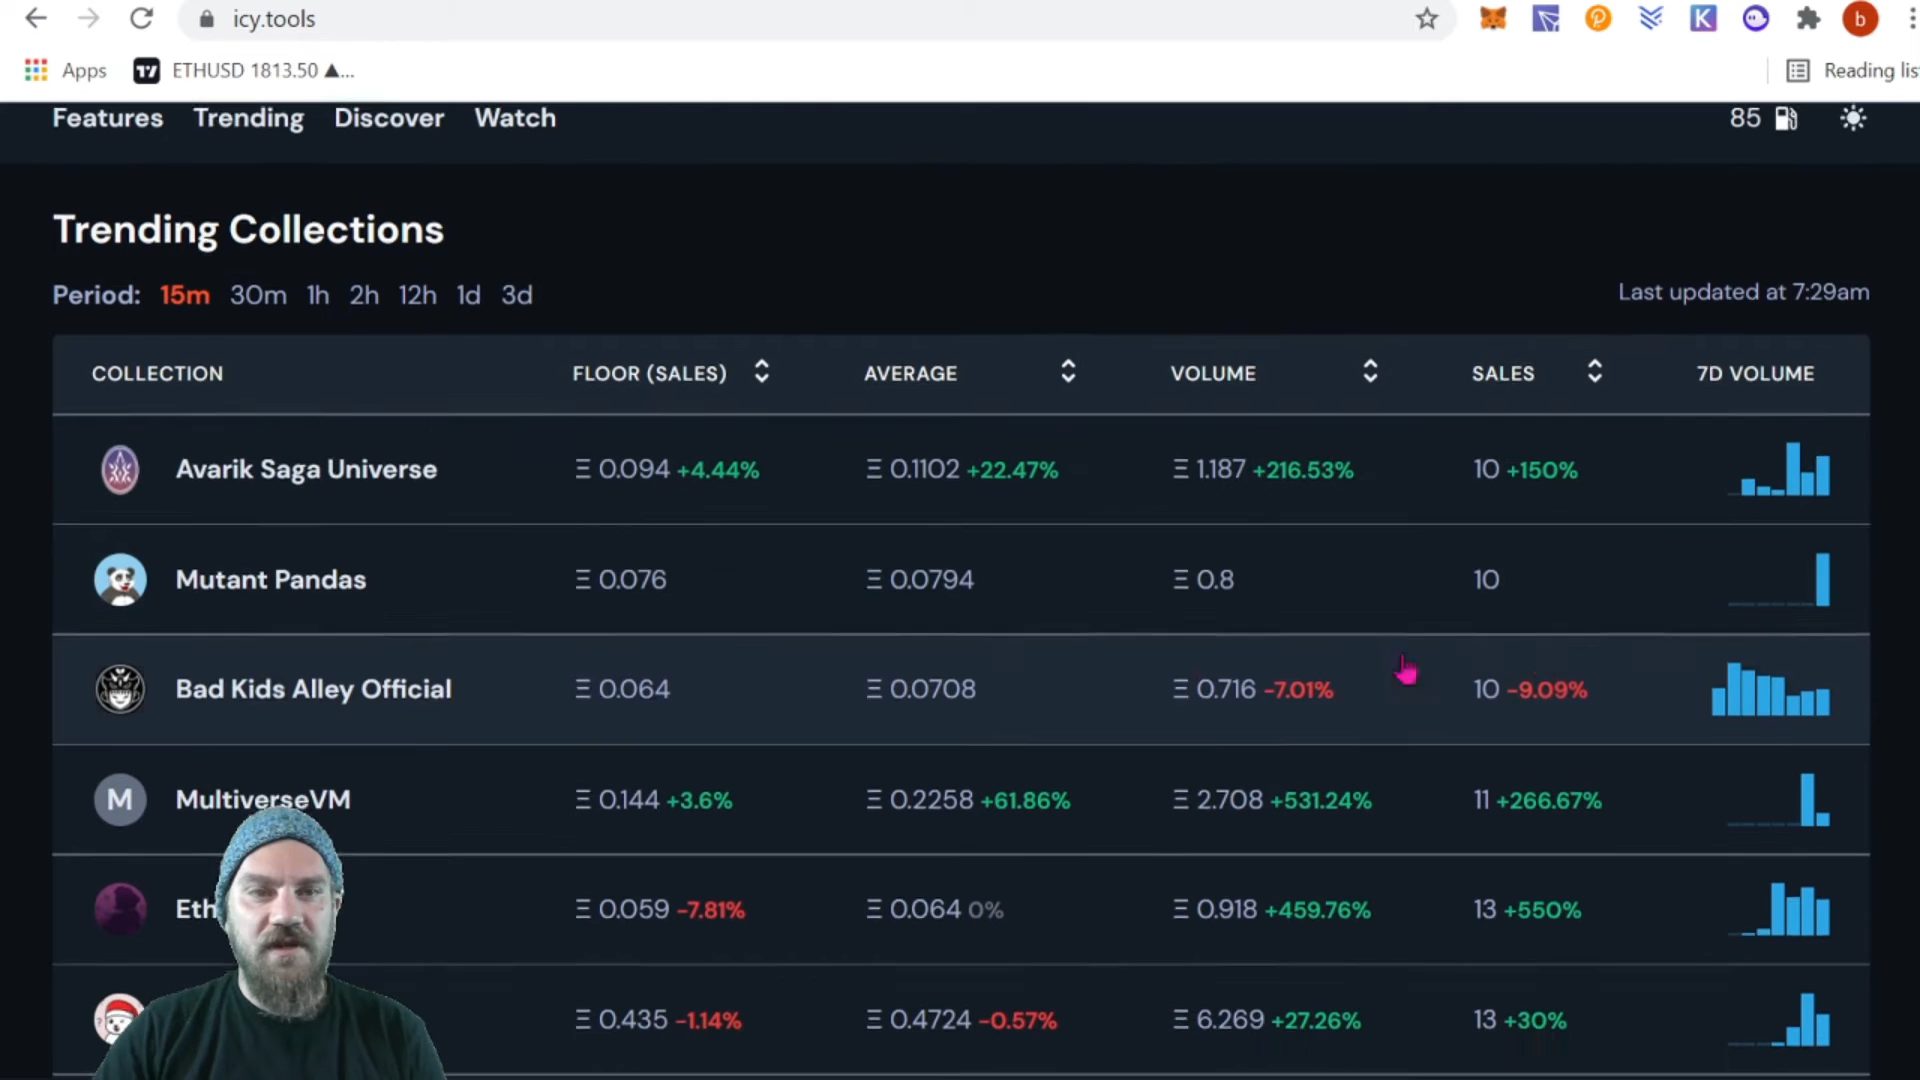 icy.tools
b
Apps
ETHUSD 1813.50 ▲...
Reading lis
Features Trending Discover Watch
85
Trending Collections
Period: 15m 30m 1h 2h 12h 1d 3d
Last updated at 7:29am
COLLECTION FLOOR (SALES) AVERAGE VOLUME SALES 7D VOLUME
Avarik Saga Universe Ξ 0.094 +4.44% Ξ 0.1102 +22.47% Ξ 1.187 +216.53% 10 +150%
Mutant Pandas Ξ 0.076 Ξ 0.0794 Ξ 0.8 10
Bad Kids Alley Official Ξ 0.064 Ξ 0.0708 Ξ 0.716 -7.01% 10 -9.09%
M MultiverseVM Ξ 0.144 +3.6% Ξ 0.2258 +61.86% Ξ 2.708 +531.24% 11 +266.67%
Eth Ξ 0.059 -7.81% Ξ 0.064 0% Ξ 0.918 +459.76% 13 +550%
Ξ 0.435 -1.14% Ξ 0.4724 -0.57% Ξ 6.269 +27.26% 13 +30%